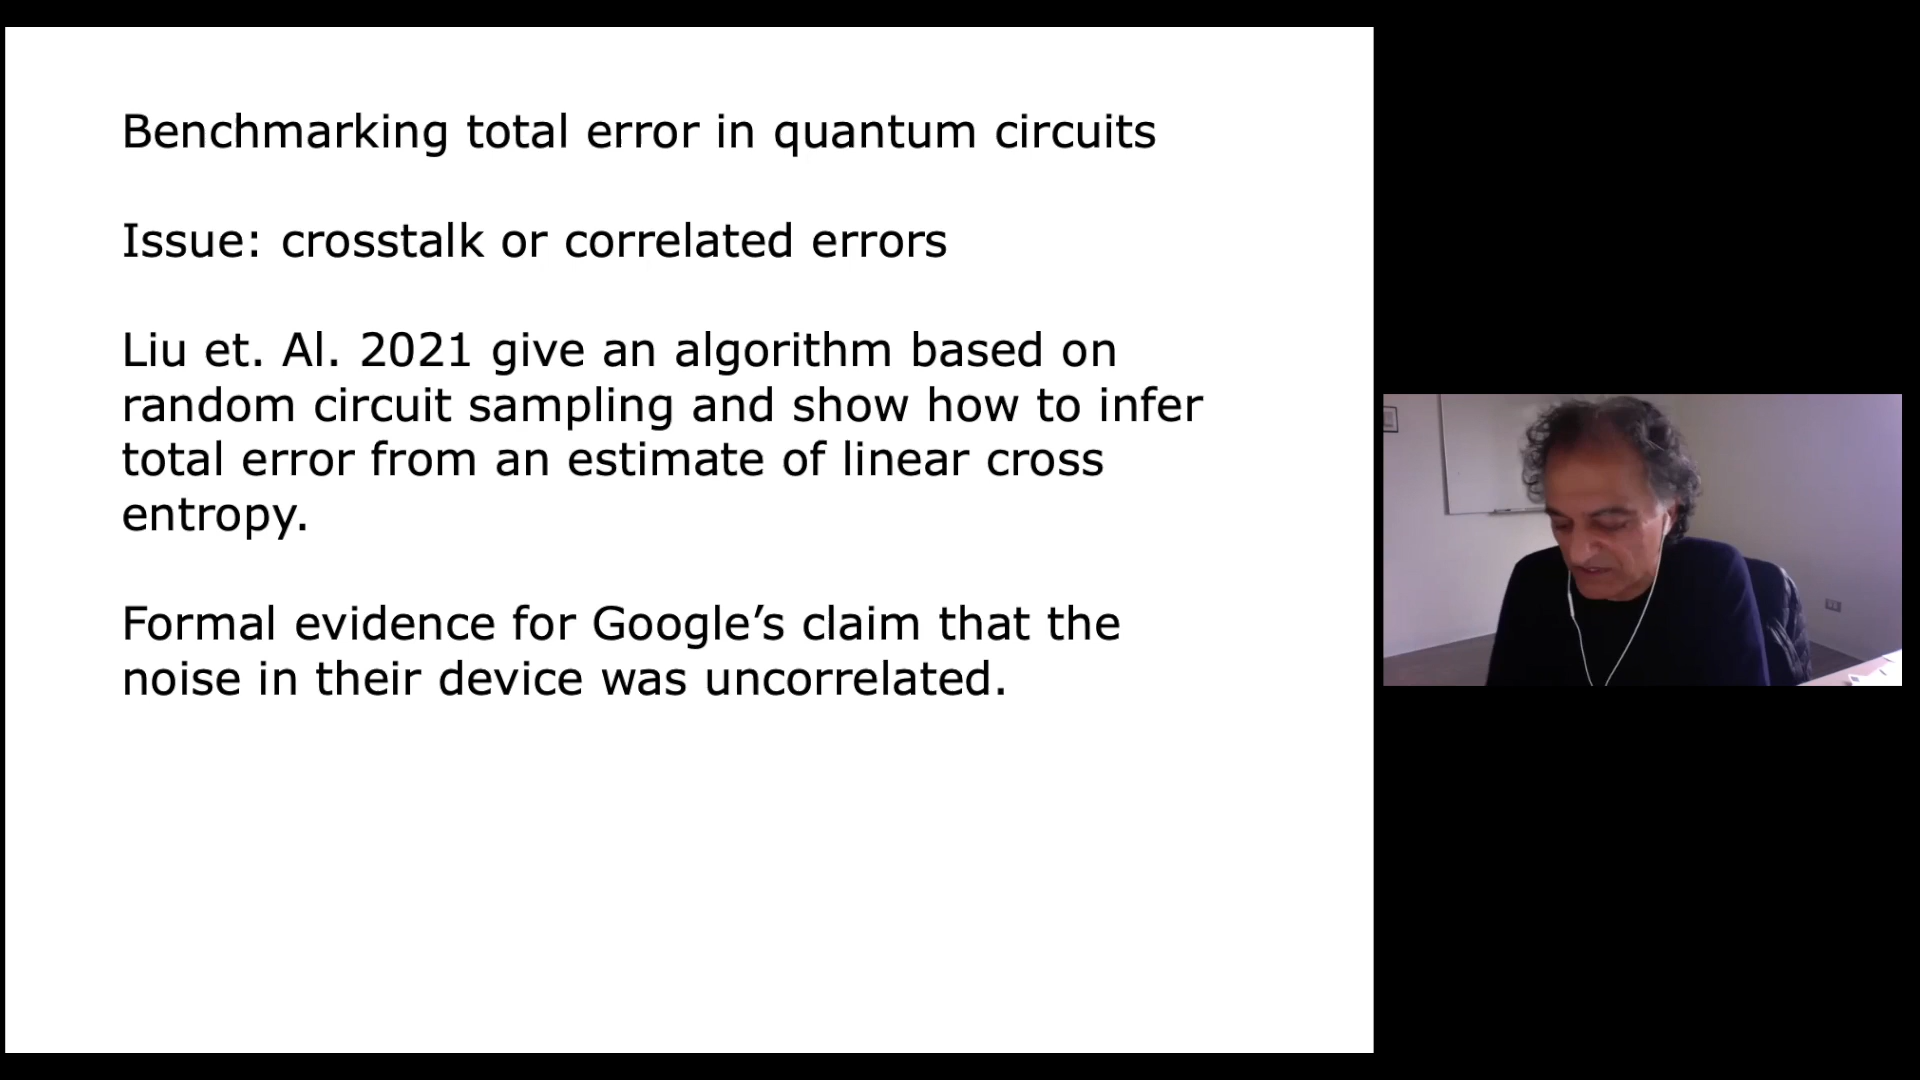 Benchmarking total error in quantum circuits
Issue: crosstalk or correlated errors
Liu et. Al. 2021 give an algorithm based on
random circuit sampling and show how to infer
total error from an estimate of linear cross
entropy.
Formal evidence for Google’s claim that the
noise in their device was uncorrelated.